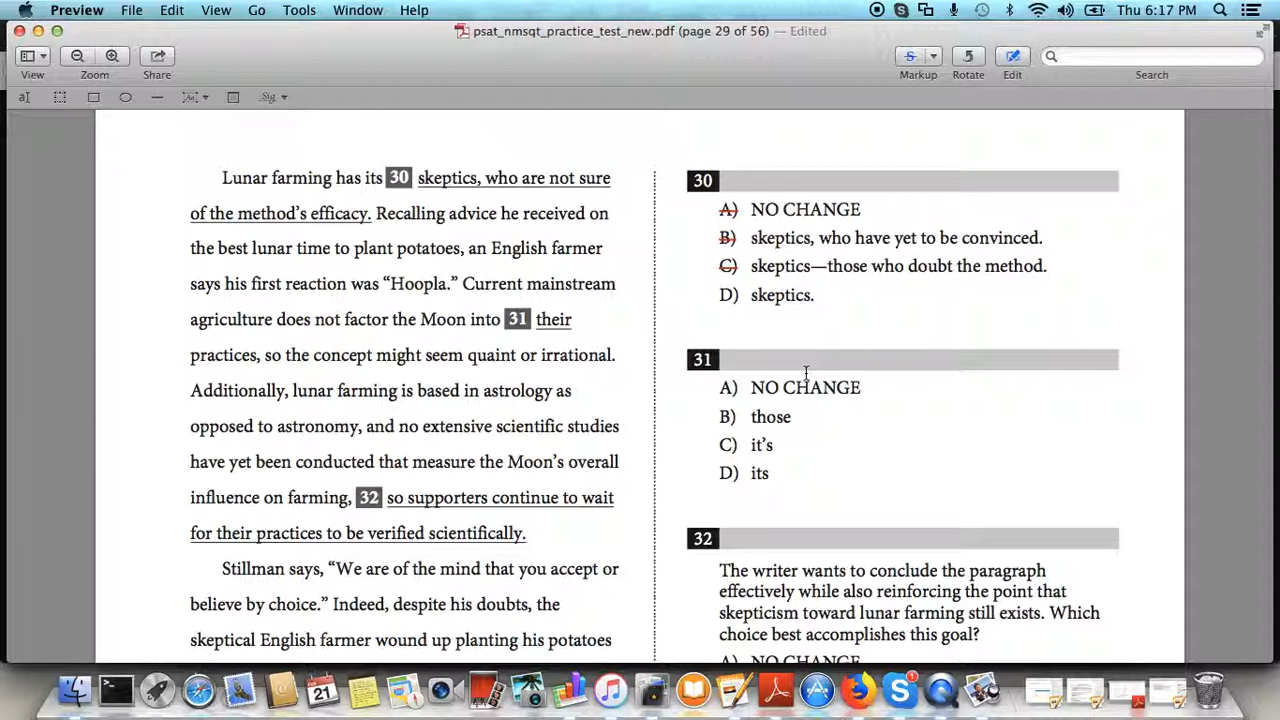 Preview File Edit View Go Tools Window Help Thu 6:17 PM
psat_nmsqt_practice_test_new.pdf (page 29 of 56) — Edited
View Zoom Share Markup Rotate Edit Search
Lunar farming has its 30 skeptics, who are not sure
of the method’s efficacy. Recalling advice he received on
the best lunar time to plant potatoes, an English farmer
says his first reaction was “Hoopla.” Current mainstream
agriculture does not factor the Moon into 31 their
practices, so the concept might seem quaint or irrational.
Additionally, lunar farming is based in astrology as
opposed to astronomy, and no extensive scientific studies
have yet been conducted that measure the Moon’s overall
influence on farming, 32 so supporters continue to wait
for their practices to be verified scientifically.
Stillman says, “We are of the mind that you accept or
believe by choice.” Indeed, despite his doubts, the
skeptical English farmer wound up planting his potatoes
30
A) NO CHANGE
B) skeptics, who have yet to be convinced.
C) skeptics—those who doubt the method.
D) skeptics.
31
A) NO CHANGE
B) those
C) it’s
D) its
32
The writer wants to conclude the paragraph
effectively while also reinforcing the point that
skepticism toward lunar farming still exists. Which
choice best accomplishes this goal?
A) NO CHANGE